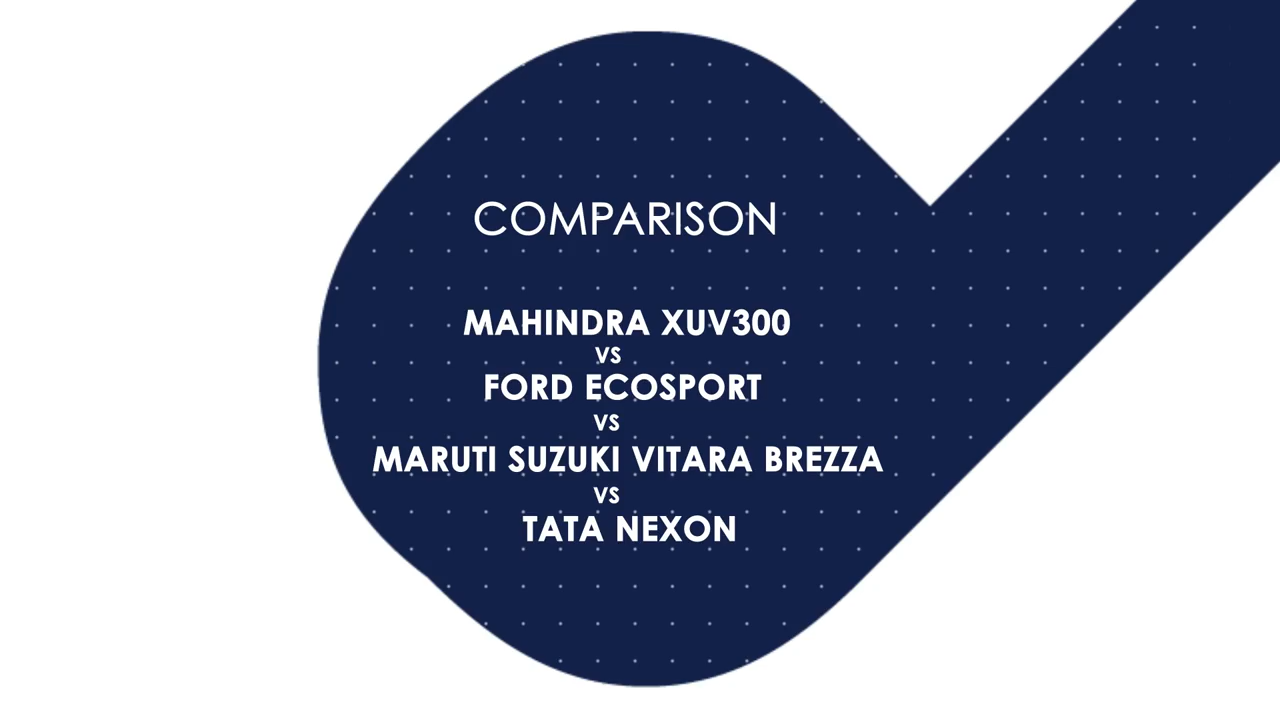 COMPARISON
MAHINDRA XUV300
VS
FORD ECOSPORT
VS
MARUTI SUZUKI VITARA BREZZA
VS
TATA NEXON